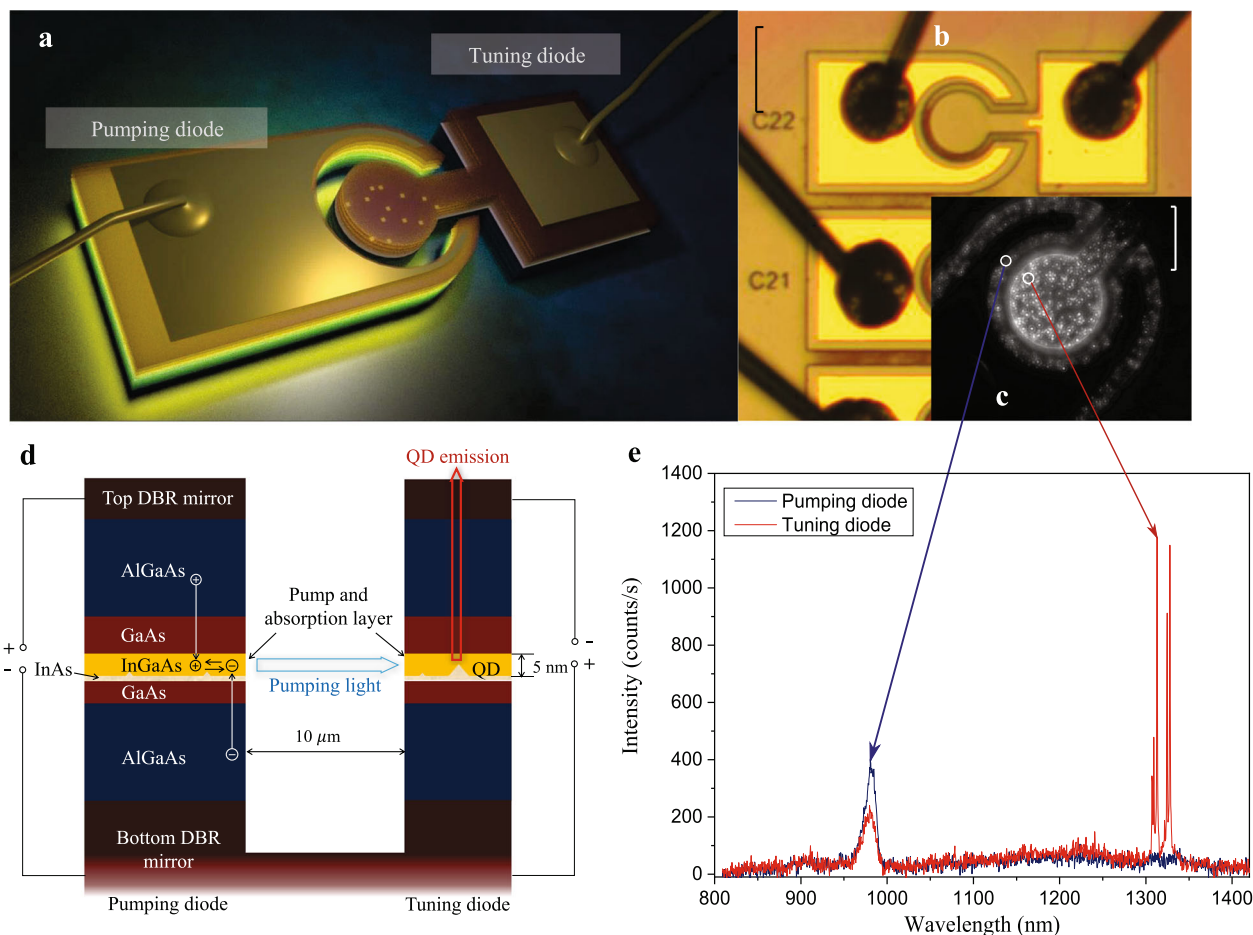 a
Tuning diode
Pumping diode
b
C22
C21
c
d
QD emission
Top DBR mirror
AlGaAs
Pump and
absorption layer
GaAs
+
-
InAs
InGaAs
+
−
Pumping light
QD
5 nm
-
+
GaAs
10 µm
AlGaAs
−
Bottom DBR
mirror
Pumping diode
Tuning diode
e
1400
1200
1000
800
600
400
200
0
Intensity (counts/s)
Pumping diode
Tuning diode
800
900
1000
1100
1200
1300
1400
Wavelength (nm)